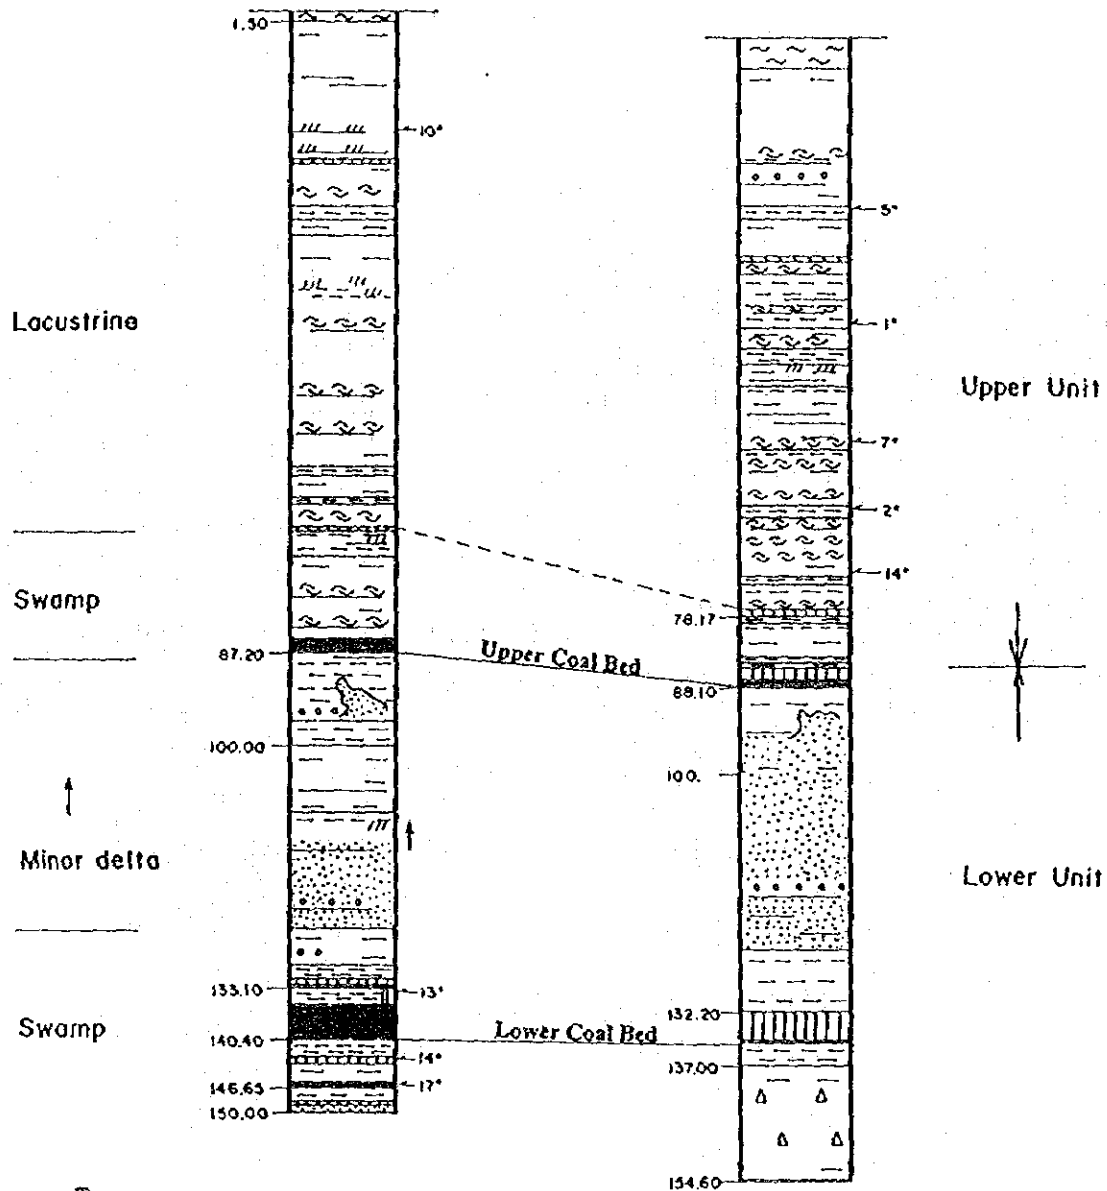 1.50
10°
5°
Lacustrine
1°
Upper Unit
7°
2°
14°
Swamp
78.17
87.20
Upper Coal Bed
88.10
100.00
100.
Minor delta
Lower Unit
133.10
13°
132.20
Swamp
140.40
Lower Coal Bed
14°
137.00
146.65
17°
150.00
154.60